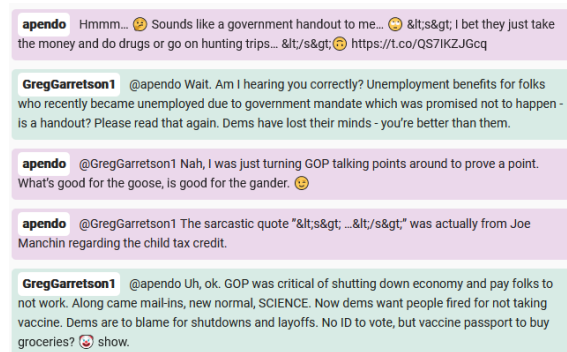 apendo Hmmm... 🤔 Sounds like a government handout to me... 🙄 &lt;s&gt; I bet they just take
the money and do drugs or go on hunting trips... &lt;/s&gt;🙃 https://t.co/QS7IKZJGcq
GregGarretson1 @apendo Wait. Am I hearing you correctly? Unemployment benefits for folks
who recently became unemployed due to government mandate which was promised not to happen -
is a handout? Please read that again. Dems have lost their minds - you're better than them.
apendo @GregGarretson1 Nah, I was just turning GOP talking points around to prove a point.
What's good for the goose, is good for the gander. 😉
apendo @GregGarretson1 The sarcastic quote "&lt;s&gt; ...&lt;/s&gt;" was actually from Joe
Manchin regarding the child tax credit.
GregGarretson1 @apendo Uh, ok. GOP was critical of shutting down economy and pay folks to
not work. Along came mail-ins, new normal, SCIENCE. Now dems want people fired for not taking
vaccine. Dems are to blame for shutdowns and layoffs. No ID to vote, but vaccine passport to buy
groceries? 🤡 show.